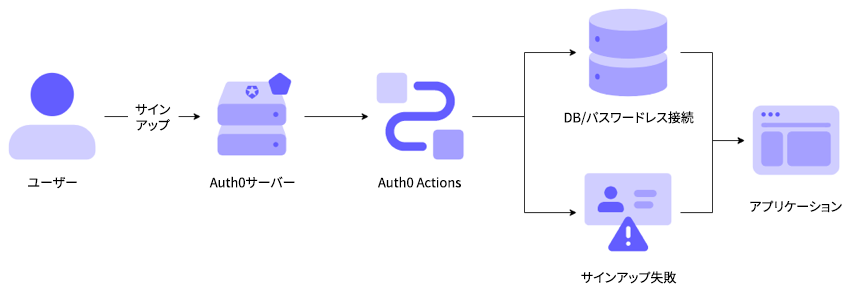 サイン
アップ
ユーザー
Auth0サーバー
Auth0 Actions
DB/パスワードレス接続
サインアップ失敗
アプリケーション